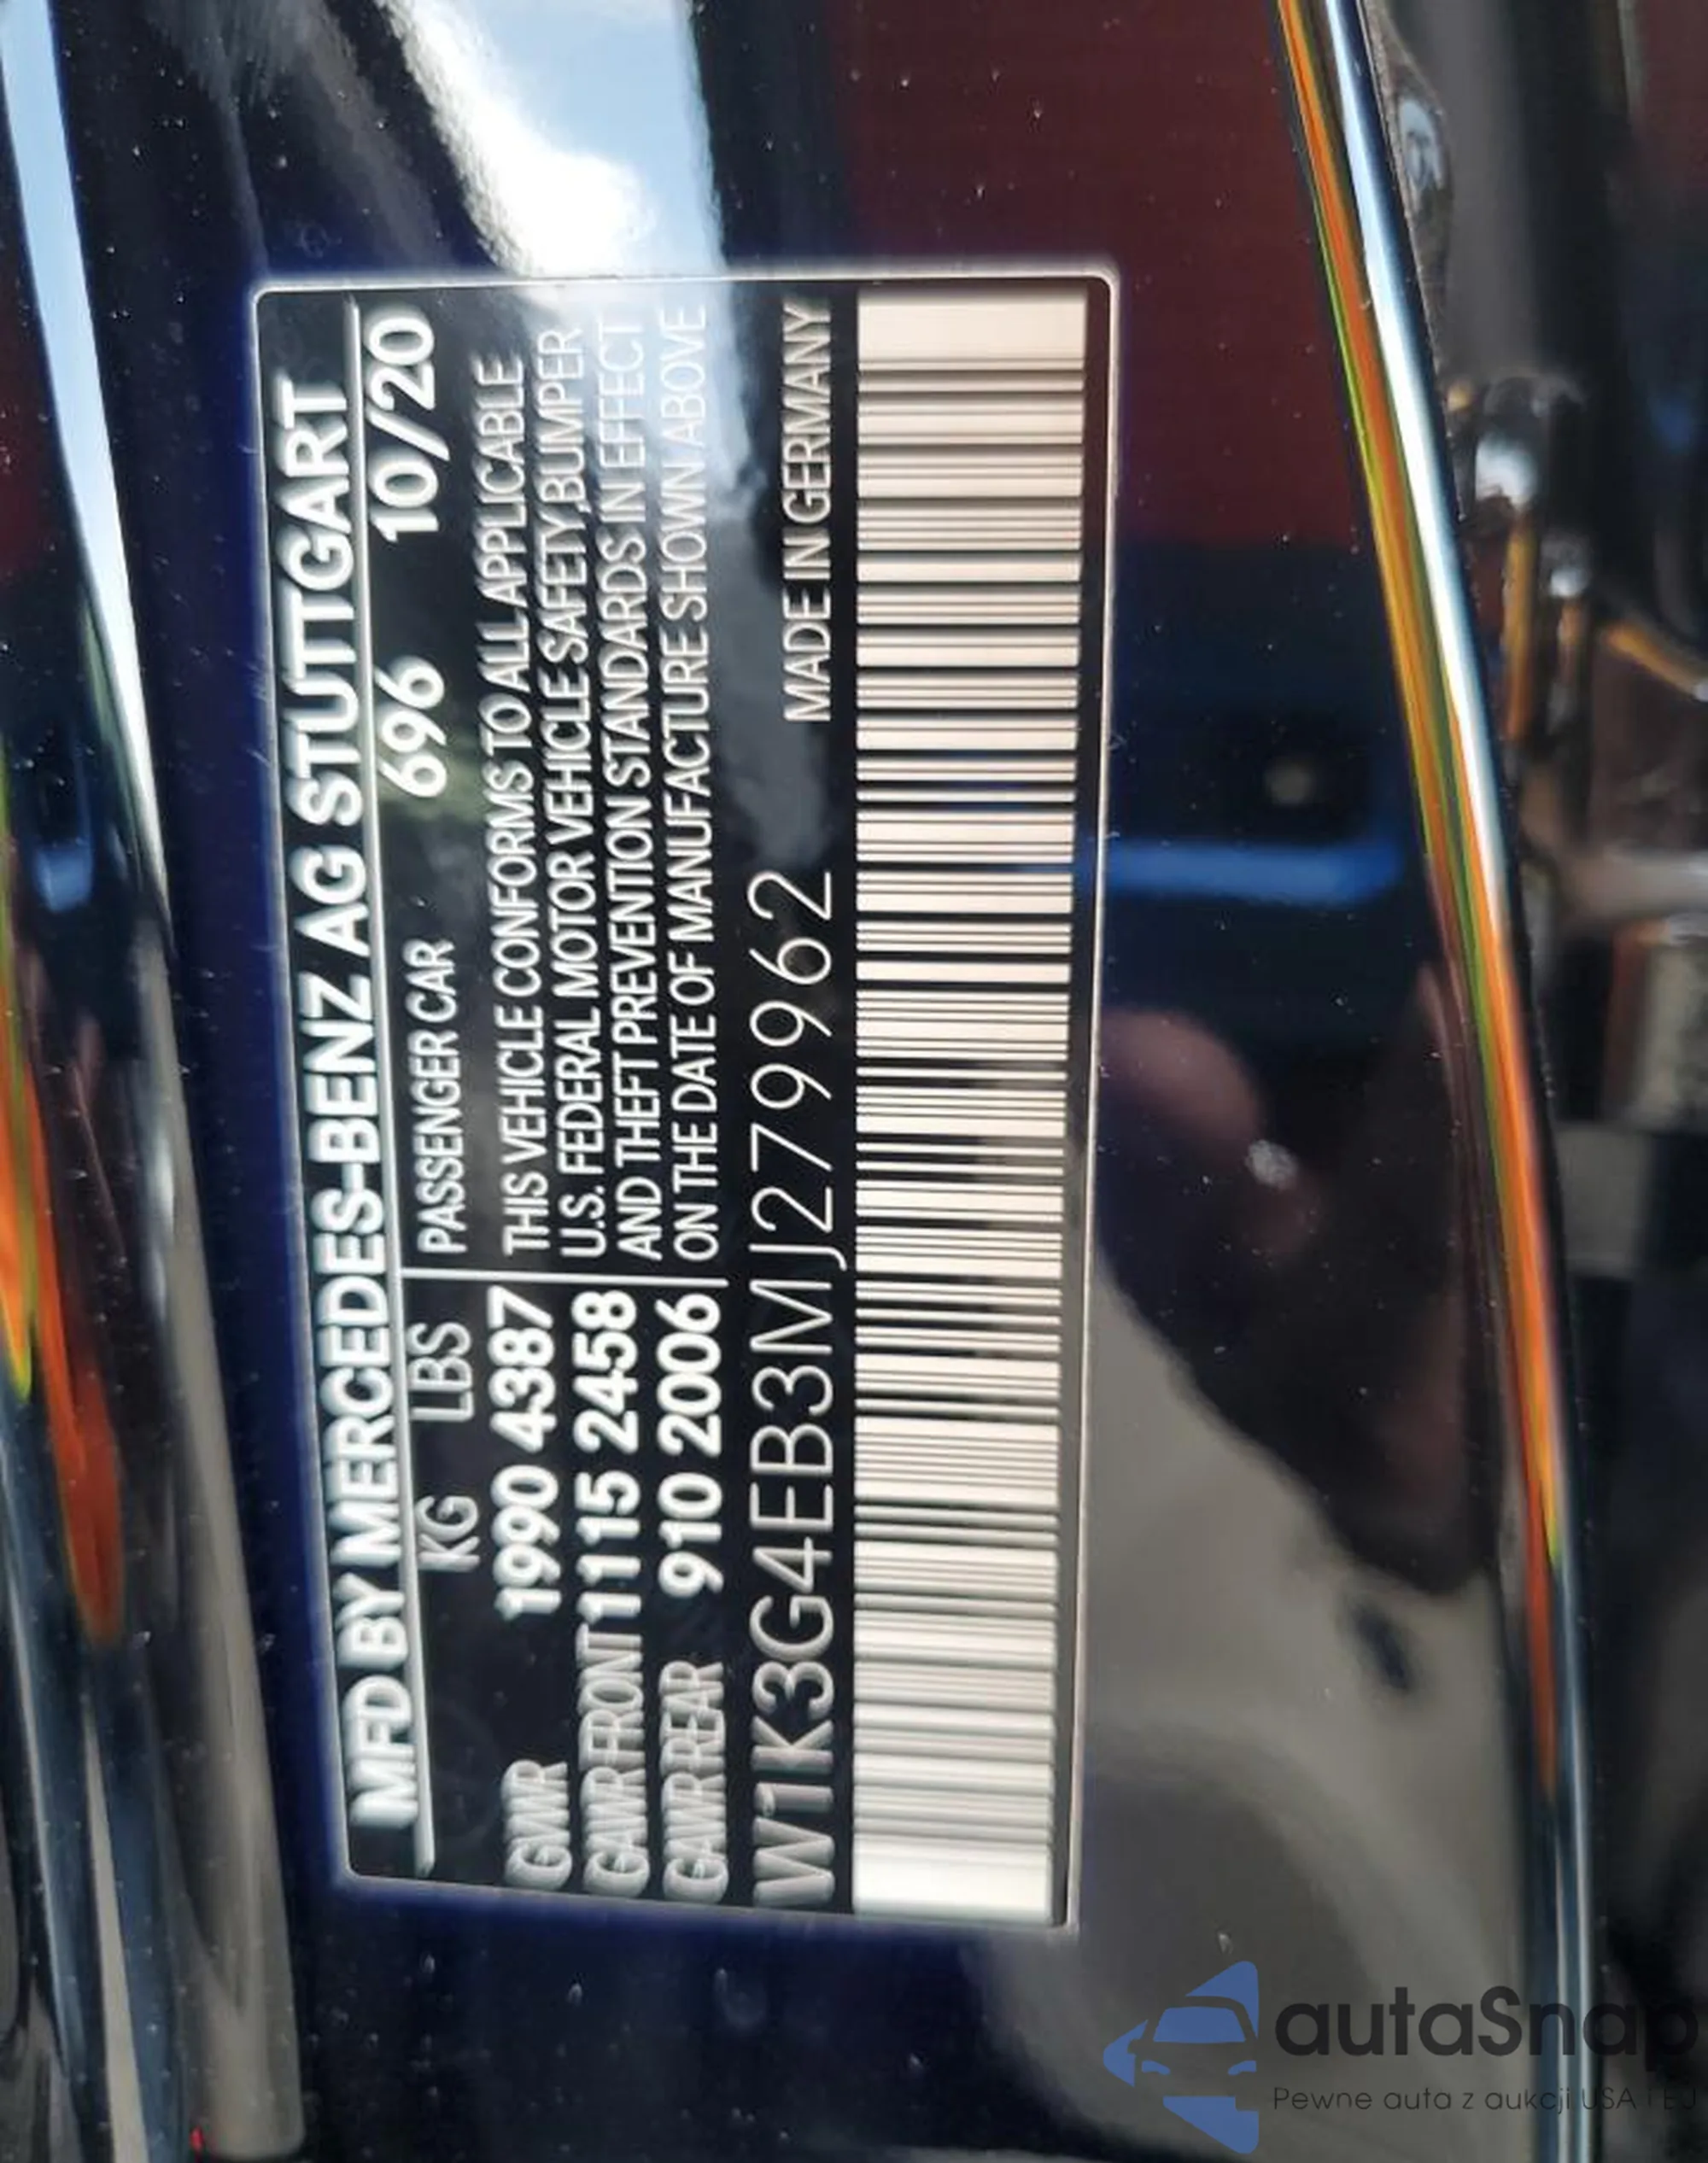 MFD BY MERCEDES-BENZ AG STUTTGART
KG LBS PASSENGER CAR 696 10/20
GVWR 1990 4387 THIS VEHICLE CONFORMS TO ALL APPLICABLE
GAWR FRONT 1115 2458 U.S. FEDERAL MOTOR VEHICLE SAFETY,BUMPER
GAWR REAR 910 2006 AND THEFT PREVENTION STANDARDS IN EFFECT
ON THE DATE OF MANUFACTURE SHOWN ABOVE
W1K3G4EB3MJ279962 MADE IN GERMANY
autaSnap
Pewne auta z aukcji USA i EU